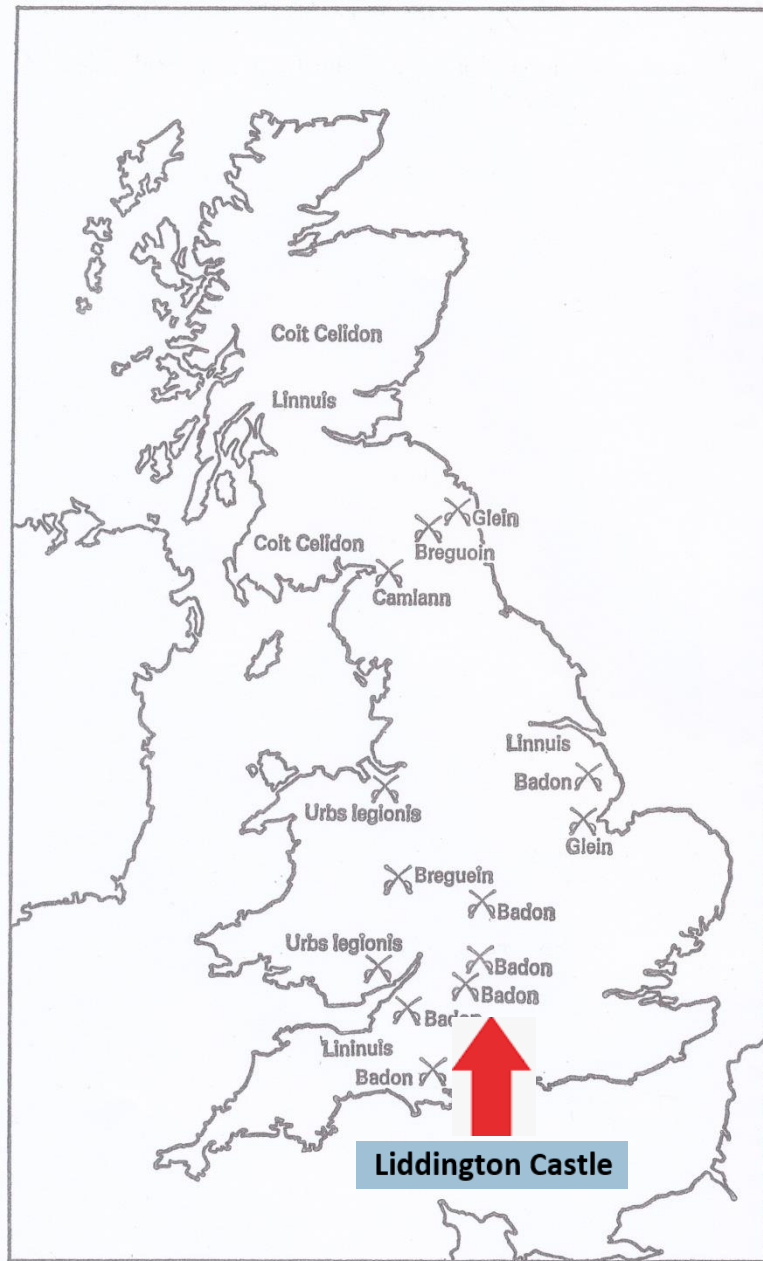 Coit Celidon
Linnuis
Glein
Coit Celidon
Breguoin
Camlann
Linnuis
Badon
Urbs legionis
Glein
Breguein
Badon
Urbs legionis
Badon
Badon
Badon
Lininuis
Badon
Liddington Castle